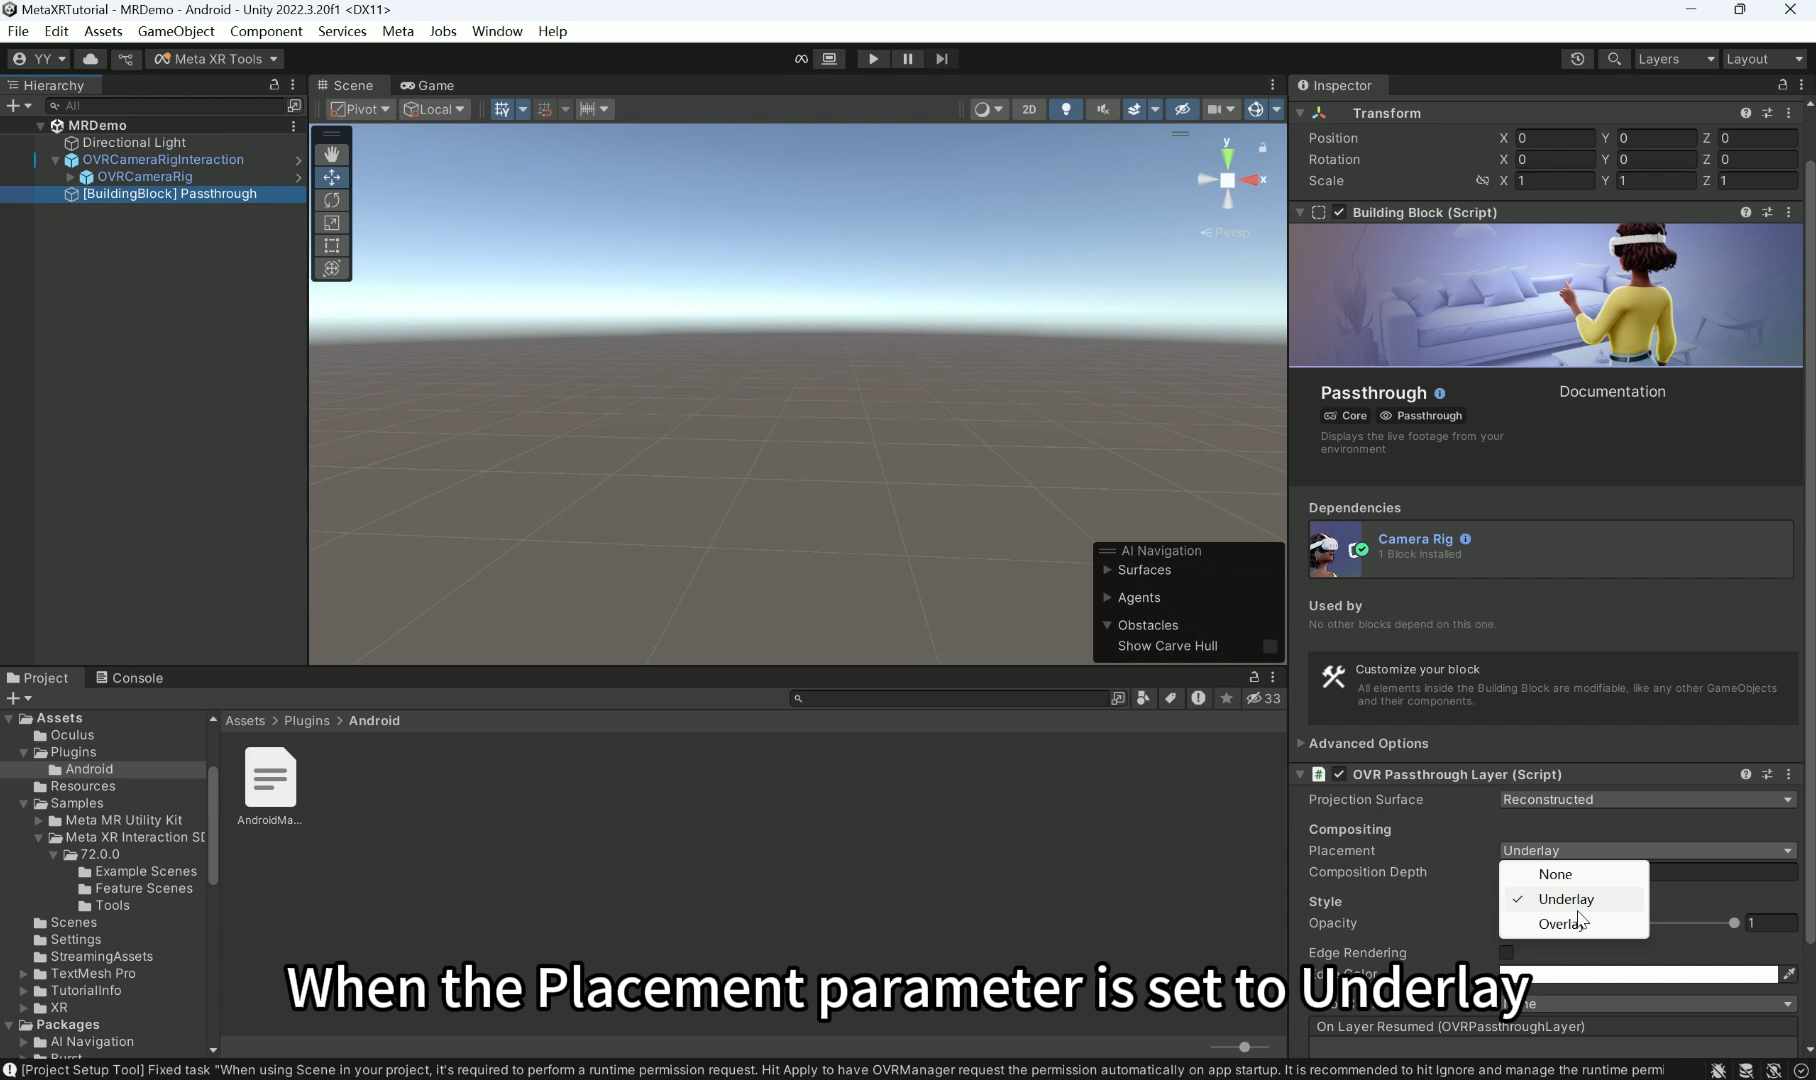 MetaXRTutorial - MRDemo - Android - Unity 2022.3.20f1 <DX11>
File Edit Assets GameObject Component Services Meta Jobs Window Help
YY Meta XR Tools Layers Layout
Hierarchy
All
MRDemo
Directional Light
OVRCameraRigInteraction
OVRCameraRig
[BuildingBlock] Passthrough
Scene Game
Pivot Local 2D
y
x
Persp
AI Navigation
Surfaces
Agents
Obstacles
Show Carve Hull
Inspector
Transform
Position X 0 Y 0 Z 0
Rotation X 0 Y 0 Z 0
Scale X 1 Y 1 Z 1
Building Block (Script)
Passthrough Documentation
Core Passthrough
Displays the live footage from your
environment
Dependencies
Camera Rig
1 Block installed
Used by
No other blocks depend on this one.
Customize your block
All elements inside the Building Block are modifiable, like any other GameObjects
and their components.
Advanced Options
# OVR Passthrough Layer (Script)
Projection Surface Reconstructed
Compositing
Placement Underlay
Composition Depth
None
Underlay
Overlay
Style
Opacity 1
Edge Rendering
On Layer Resumed (OVRPassthroughLayer)
Project Console
33
Assets
Oculus
Plugins
Android
Resources
Samples
Meta MR Utility Kit
Meta XR Interaction SD
72.0.0
Example Scenes
Feature Scenes
Tools
Scenes
Settings
StreamingAssets
TextMesh Pro
TutorialInfo
XR
Packages
AI Navigation
Burst
Assets > Plugins > Android
AndroidMa...
When the Placement parameter is set to Underlay
[Project Setup Tool] Fixed task "When using Scene in your project, it's required to perform a runtime permission request. Hit Apply to have OVRManager request the permission automatically on app startup. It is recommended to hit Ignore and manage the runtime permi